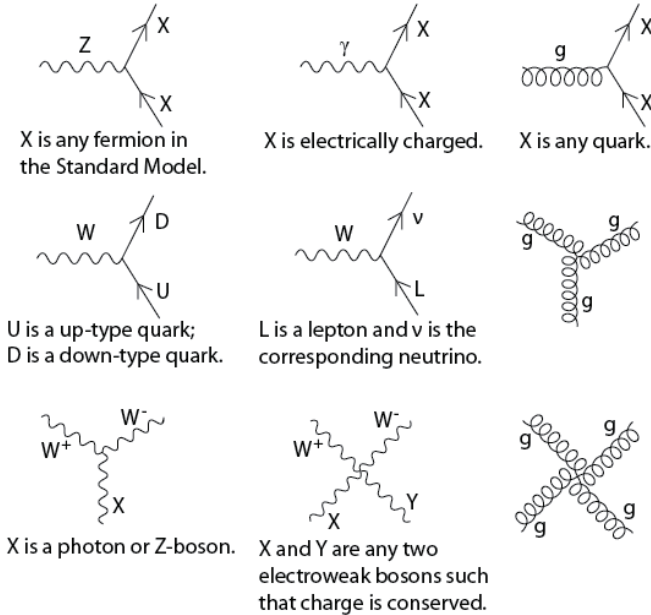 Z
X
X
X is any fermion in
the Standard Model.
γ
X
X
X is electrically charged.
g
X
X
X is any quark.
W
D
U
U is a up-type quark;
D is a down-type quark.
W
ν
L
L is a lepton and ν is the
corresponding neutrino.
g
g
g
W+
W-
X
X is a photon or Z-boson.
W+
W-
X
Y
X and Y are any two
electroweak bosons such
that charge is conserved.
g
g
g
g